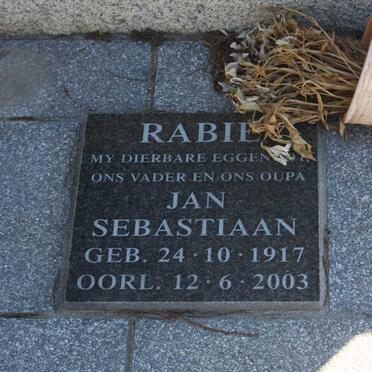 RABIE
MY DIERBARE
ONS VADER EN ONS OUPA
JAN
SEBASTIAAN
GEB. 24 · 10 · 1917
OORL. 12 · 6 · 2003